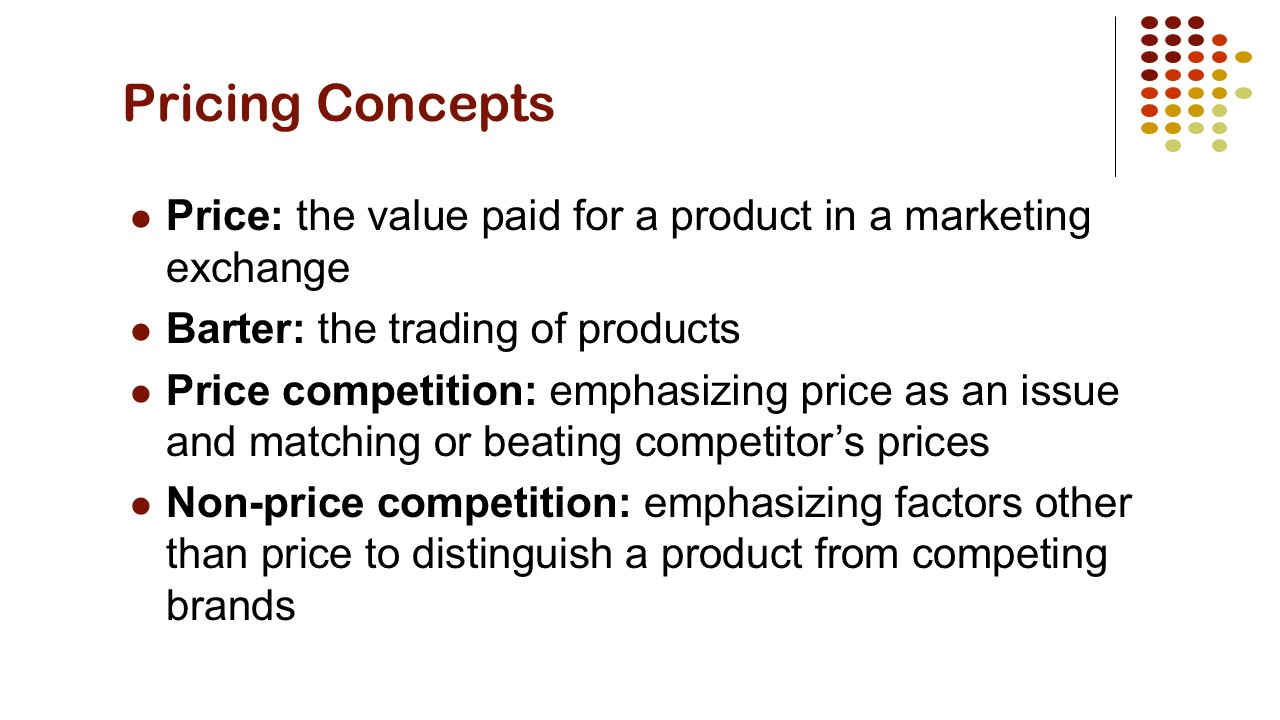 Pricing Concepts
Price: the value paid for a product in a marketing
exchange
Barter: the trading of products
Price competition: emphasizing price as an issue
and matching or beating competitor’s prices
Non-price competition: emphasizing factors other
than price to distinguish a product from competing
brands